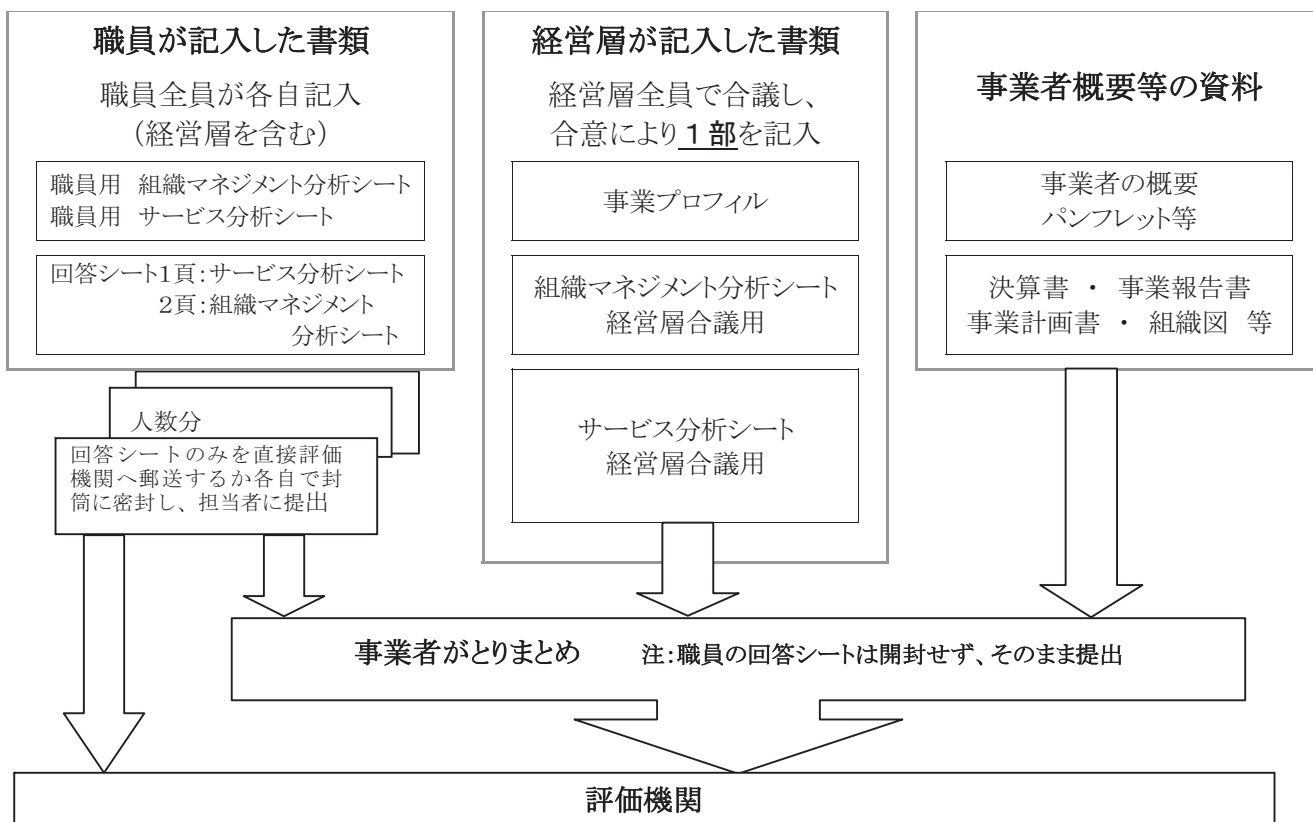 職員が記入した書類
職員全員が各自記入
(経営層を含む)
職員用 組織マネジメント分析シート
職員用 サービス分析シート
回答シート1頁:サービス分析シート
2頁:組織マネジメント
分析シート
人数分
回答シートのみを直接評価
機関へ郵送するか各自で封
筒に密封し、担当者に提出
経営層が記入した書類
経営層全員で合議し、
合意により1部を記入
事業プロフィル
組織マネジメント分析シート
経営層合議用
サービス分析シート
経営層合議用
事業者概要等の資料
事業者の概要
パンフレット等
決算書 ・ 事業報告書
事業計画書 ・ 組織図 等
事業者がとりまとめ 注:職員の回答シートは開封せず、そのまま提出
評価機関